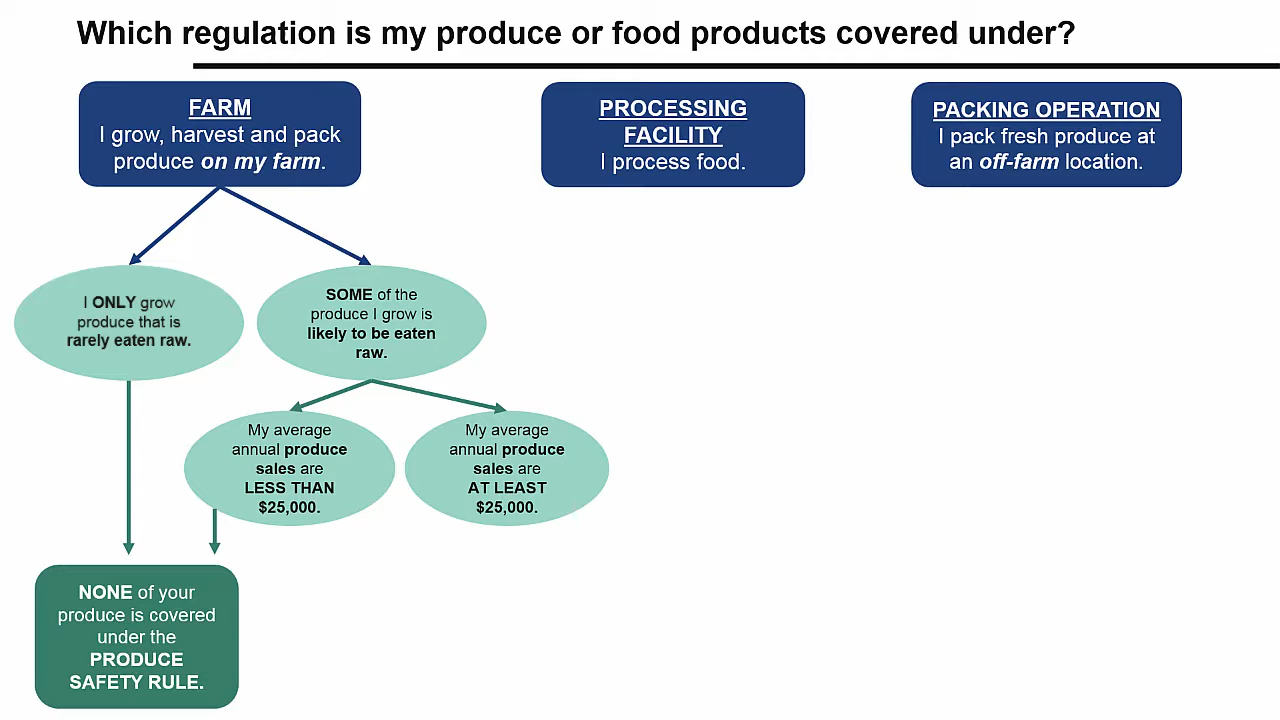 Which regulation is my produce or food products covered under?
FARM
I grow, harvest and pack
produce on my farm.
PROCESSING
FACILITY
I process food.
PACKING OPERATION
I pack fresh produce at
an off-farm location.
I ONLY grow
produce that is
rarely eaten raw.
SOME of the
produce I grow is
likely to be eaten
raw.
My average
annual produce
sales are
LESS THAN
$25,000.
My average
annual produce
sales are
AT LEAST
$25,000.
NONE of your
produce is covered
under the
PRODUCE
SAFETY RULE.